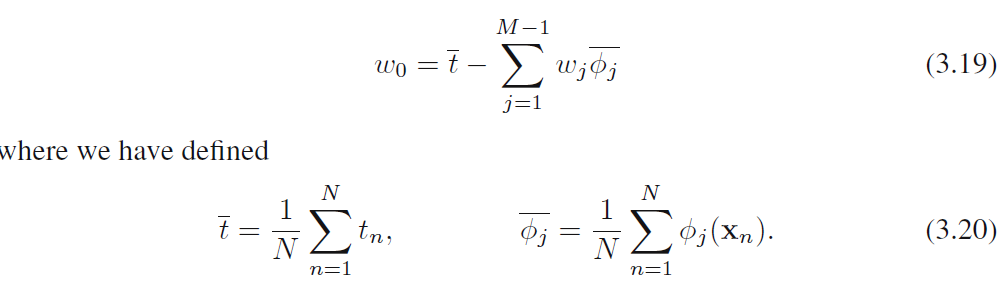 $w_0 = \overline{t} - \sum_{j=1}^{M-1} w_j \overline{\phi_j}$ (3.19)
where we have defined
$\overline{t} = \frac{1}{N} \sum_{n=1}^{N} t_n, \qquad \overline{\phi_j} = \frac{1}{N} \sum_{n=1}^{N} \phi_j(\mathbf{x}_n).$ (3.20)